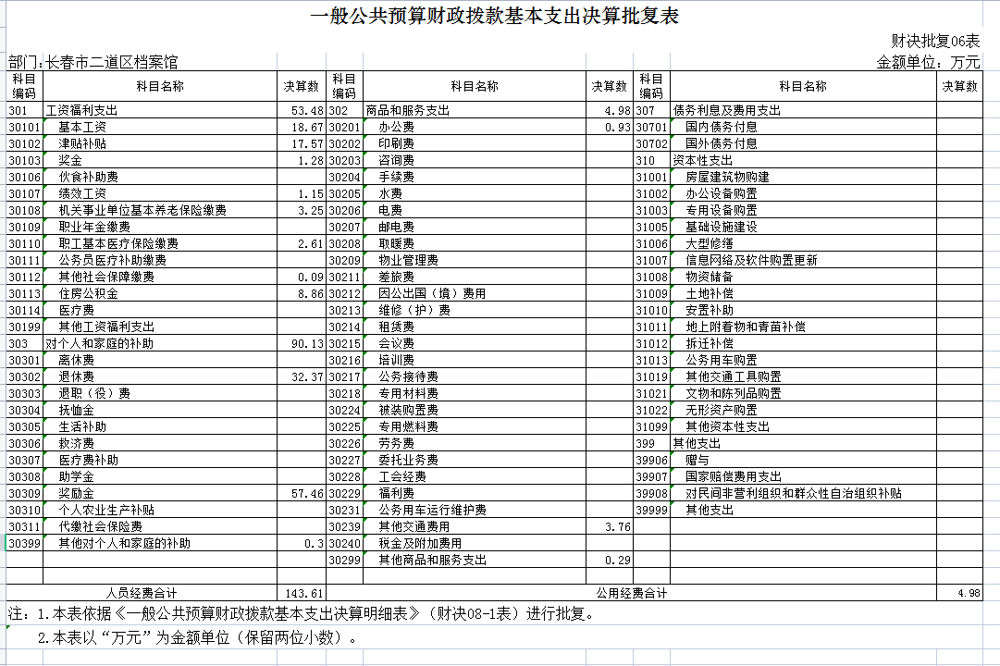 一般公共预算财政拨款基本支出决算批复表
财决批复06表
部门:长春市二道区档案馆 金额单位：万元
科目编码 科目名称 决算数 科目编码 科目名称 决算数 科目编码 科目名称 决算数
301 工资福利支出 53.48 302 商品和服务支出 4.98 307 债务利息及费用支出
30101 基本工资 18.67 30201 办公费 0.93 30701 国内债务付息
30102 津贴补贴 17.57 30202 印刷费 30702 国外债务付息
30103 奖金 1.28 30203 咨询费 310 资本性支出
30106 伙食补助费 30204 手续费 31001 房屋建筑物购建
30107 绩效工资 1.15 30205 水费 31002 办公设备购置
30108 机关事业单位基本养老保险缴费 3.25 30206 电费 31003 专用设备购置
30109 职业年金缴费 30207 邮电费 31005 基础设施建设
30110 职工基本医疗保险缴费 2.61 30208 取暖费 31006 大型修缮
30111 公务员医疗补助缴费 30209 物业管理费 31007 信息网络及软件购置更新
30112 其他社会保障缴费 0.09 30211 差旅费 31008 物资储备
30113 住房公积金 8.86 30212 因公出国（境）费用 31009 土地补偿
30114 医疗费 30213 维修（护）费 31010 安置补助
30199 其他工资福利支出 30214 租赁费 31011 地上附着物和青苗补偿
303 对个人和家庭的补助 90.13 30215 会议费 31012 拆迁补偿
30301 离休费 30216 培训费 31013 公务用车购置
30302 退休费 32.37 30217 公务接待费 31019 其他交通工具购置
30303 退职（役）费 30218 专用材料费 31021 文物和陈列品购置
30304 抚恤金 30224 被装购置费 31022 无形资产购置
30305 生活补助 30225 专用燃料费 31099 其他资本性支出
30306 救济费 30226 劳务费 399 其他支出
30307 医疗费补助 30227 委托业务费 39906 赠与
30308 助学金 30228 工会经费 39907 国家赔偿费用支出
30309 奖励金 57.46 30229 福利费 39908 对民间非营利组织和群众性自治组织补贴
30310 个人农业生产补贴 30231 公务用车运行维护费 39999 其他支出
30311 代缴社会保险费 30239 其他交通费用 3.76
30399 其他对个人和家庭的补助 0.3 30240 税金及附加费用
30299 其他商品和服务支出 0.29
人员经费合计 143.61 公用经费合计 4.98
注：1.本表依据《一般公共预算财政拨款基本支出决算明细表》（财决08-1表）进行批复。
2.本表以“万元”为金额单位（保留两位小数）。